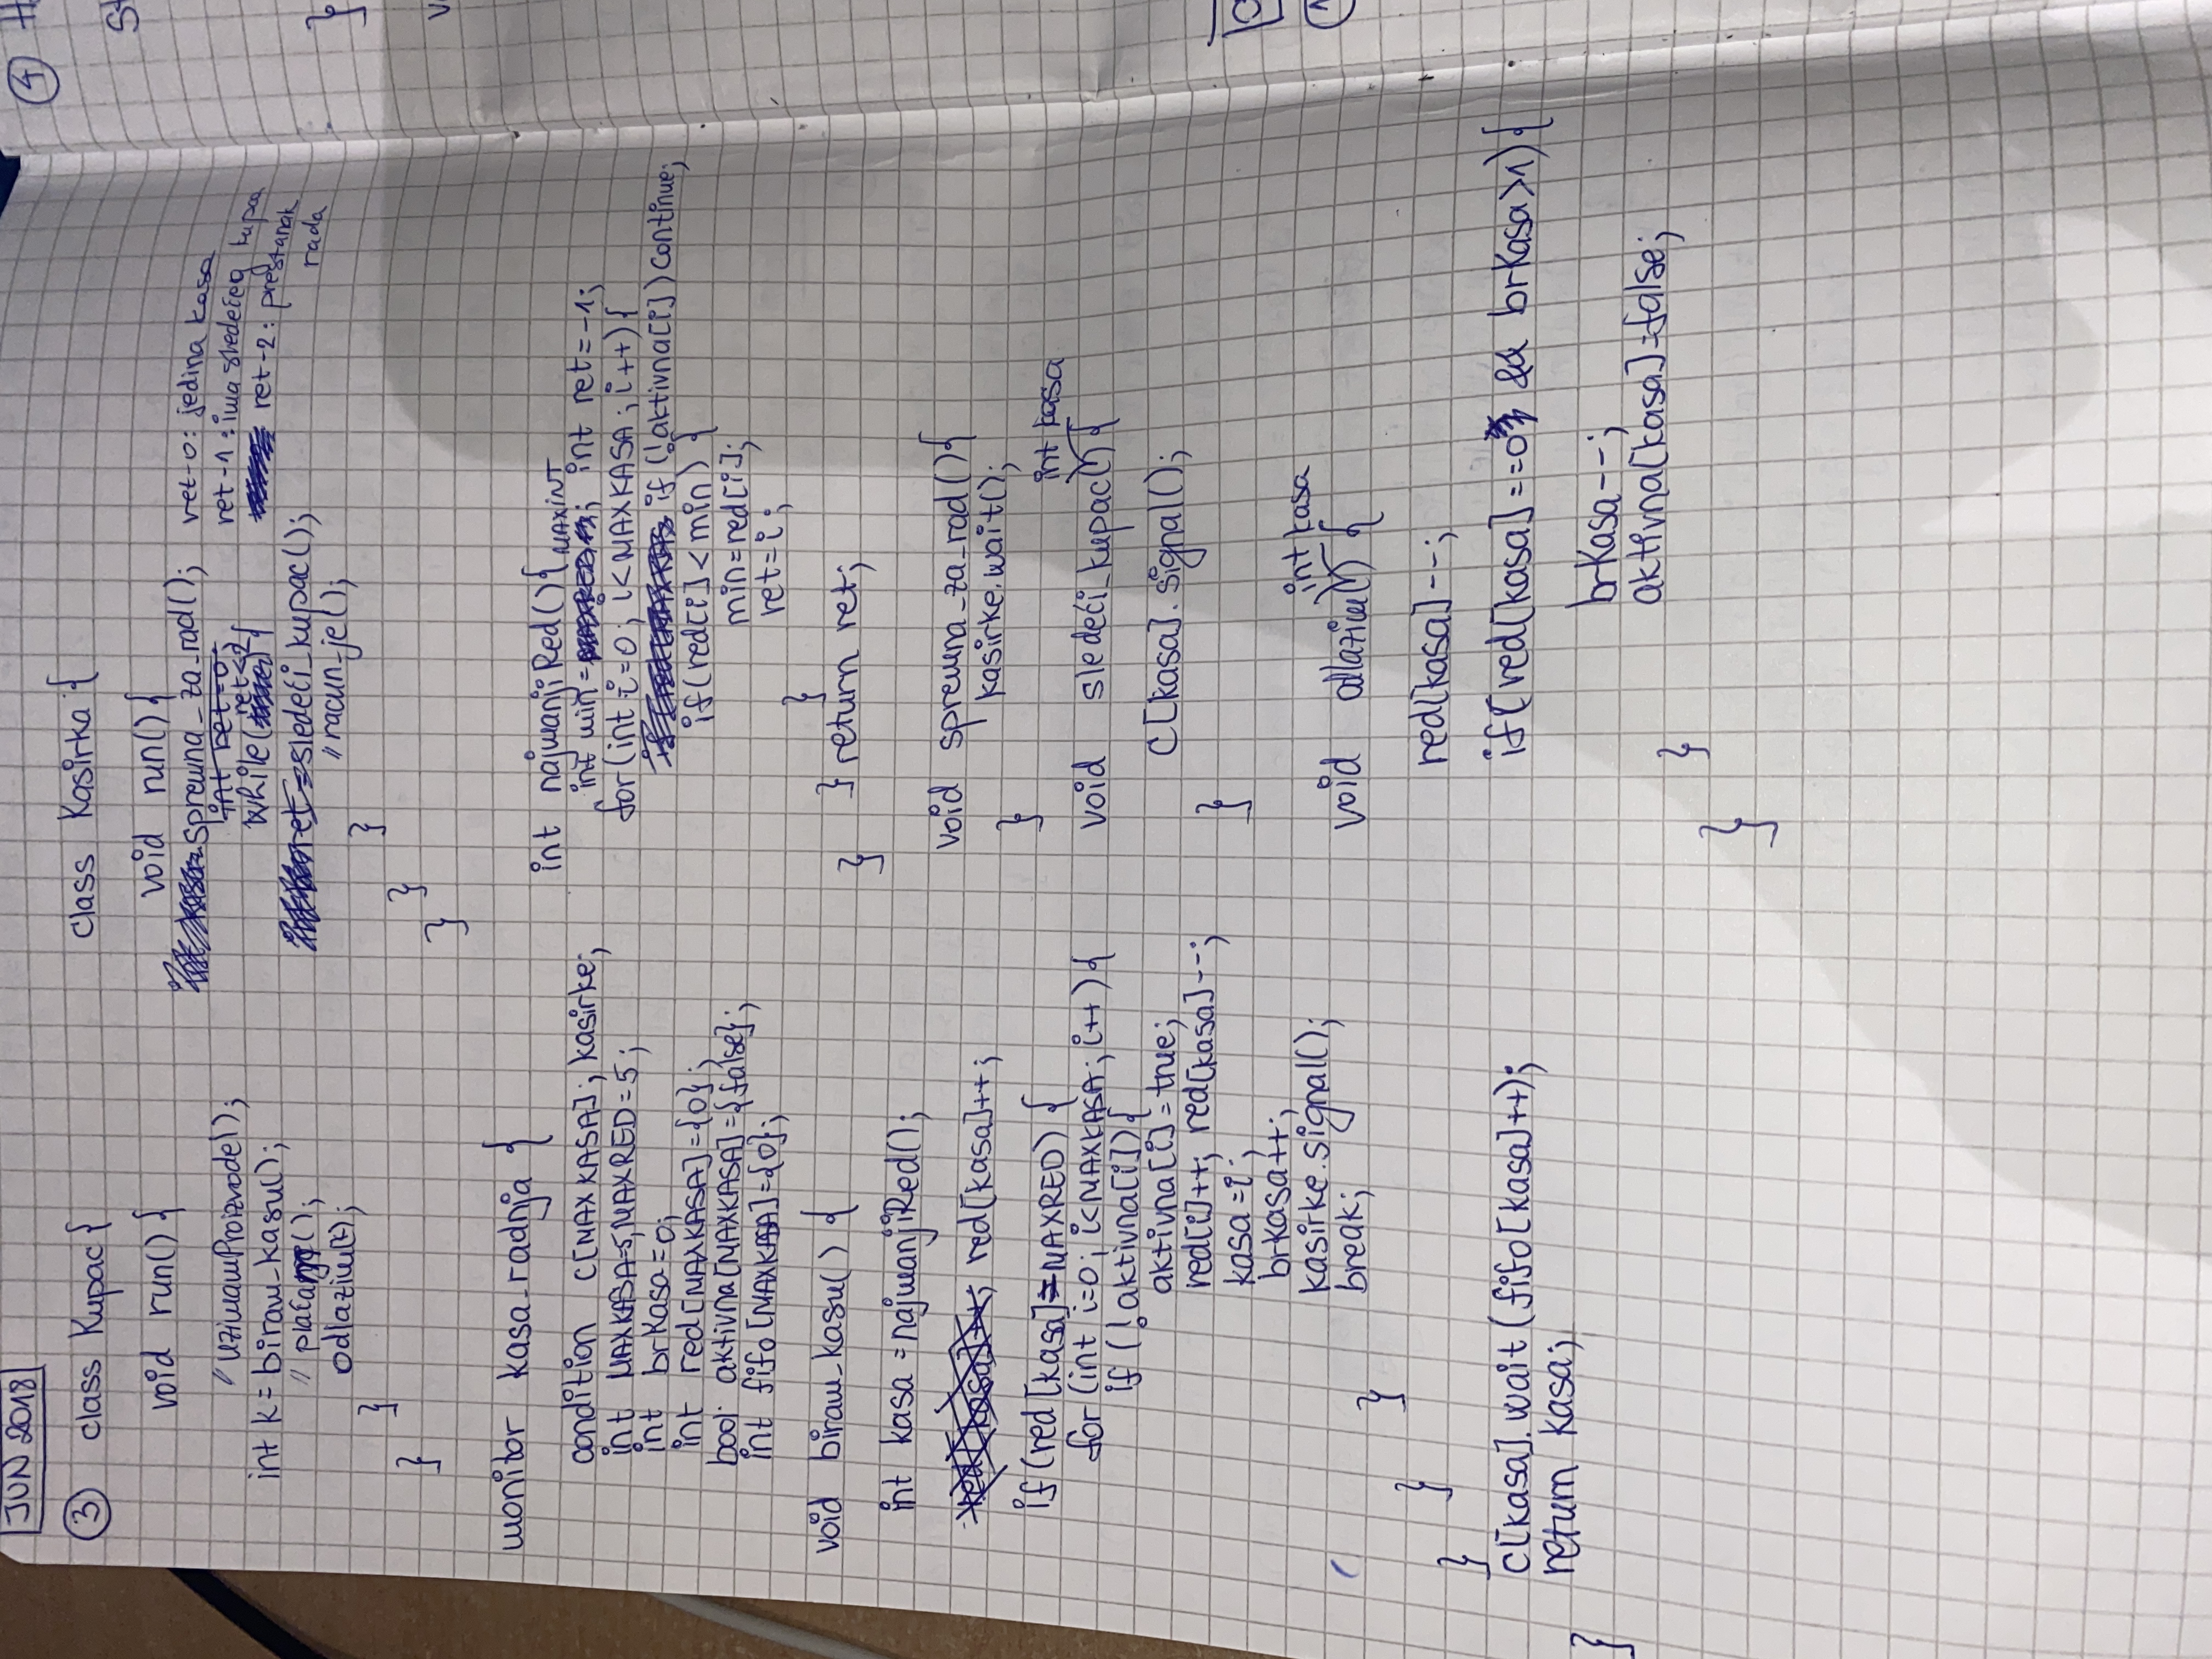 JUN 2018
③ class Kupac {
void run() {
// uzimamProizvode();
int k = biram_kasu();
// placanje();
odlazim(k);
}
}
class Kasirka {
void run() {
spremna_za_rad();
int ret=0;
while(ret<2) {
ret = sledeći_kupac();
// racun_je();
}
}
}
ret-0: jedina kasa
ret-1: ima sledećeg kupca
ret-2: prestanak
rada
monitor kasa_radnja {
condition C[MAXKASA], kasirke;
int MAXKASA=5, MAXRED=5;
int brKasa=0;
int red[MAXKASA]={0};
bool aktivna[MAXKASA]={false};
int fifo[MAXKASA]={0};
void biram_kasu() {
int kasa = najmanjiRed();
red[kasa]++; red[kasa]++;
if(red[kasa]==MAXRED) {
for(int i=0; i<MAXKASA; i++) {
if(!aktivna[i]) {
aktivna[i]=true;
red[i]++; red[kasa]--;
kasa=i;
brkasa++;
kasirke.signal();
break;
}
}
}
C[kasa].wait(fifo[kasa]++);
return kasa;
}
int najmanjiRed() {
int min= MAXINT; int ret=-1;
for(int i=0; i<MAXKASA; i++) {
if(!aktivna[i]) continue;
if(red[i]<min) {
min=red[i];
ret=i;
}
} return ret;
}
void spremna_za_rad() {
kasirke.wait();
}
void sledeći_kupac(int kasa) {
C[kasa].signal();
}
void odlazim(int kasa) {
red[kasa]--;
if(red[kasa]==0 && brKasa>1) {
brKasa--;
aktivna[kasa]=false;
}
}
④